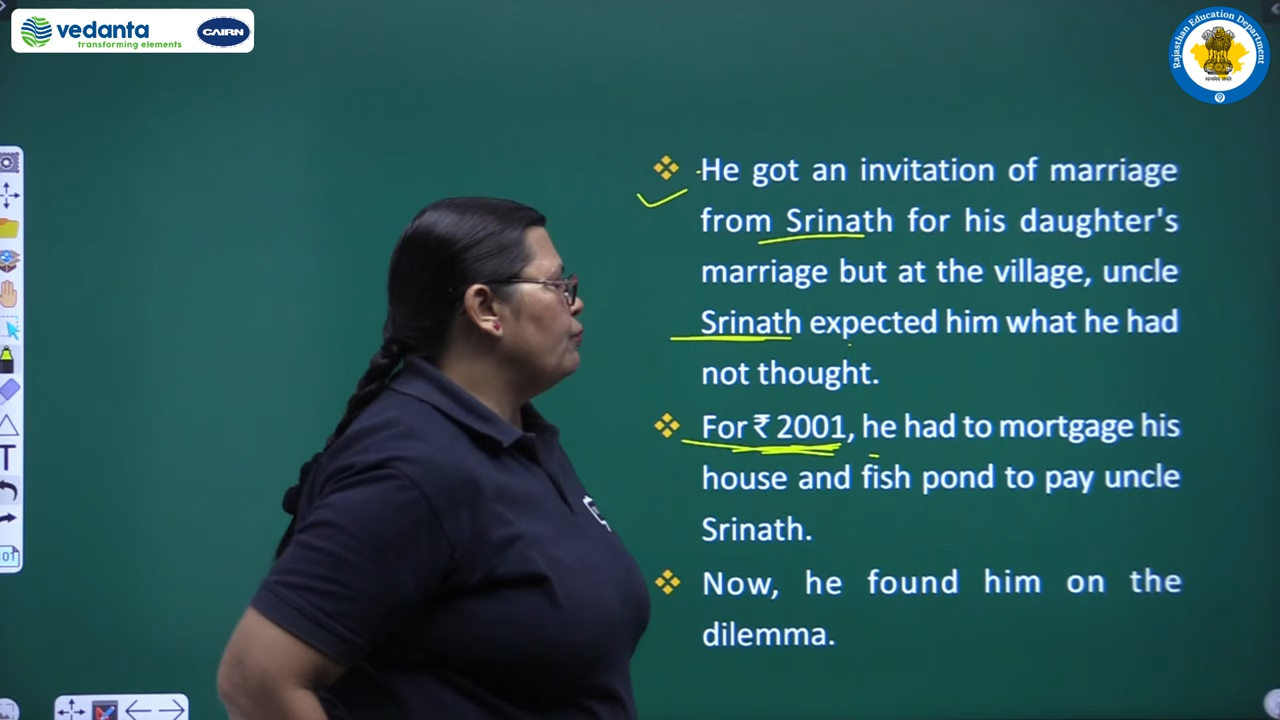 vedanta
transforming elements
CAIRN
Rajasthan Education Department
He got an invitation of marriage
from Srinath for his daughter's
marriage but at the village, uncle
Srinath expected him what he had
not thought.
For ₹ 2001, he had to mortgage his
house and fish pond to pay uncle
Srinath.
Now, he found him on the
dilemma.